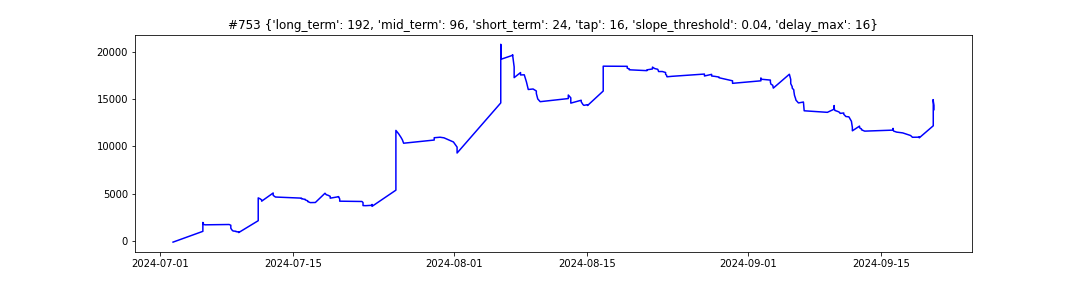 #753 {'long_term': 192, 'mid_term': 96, 'short_term': 24, 'tap': 16, 'slope_threshold': 0.04, 'delay_max': 16}
20000
15000
10000
5000
0
2024-07-01 2024-07-15 2024-08-01 2024-08-15 2024-09-01 2024-09-15